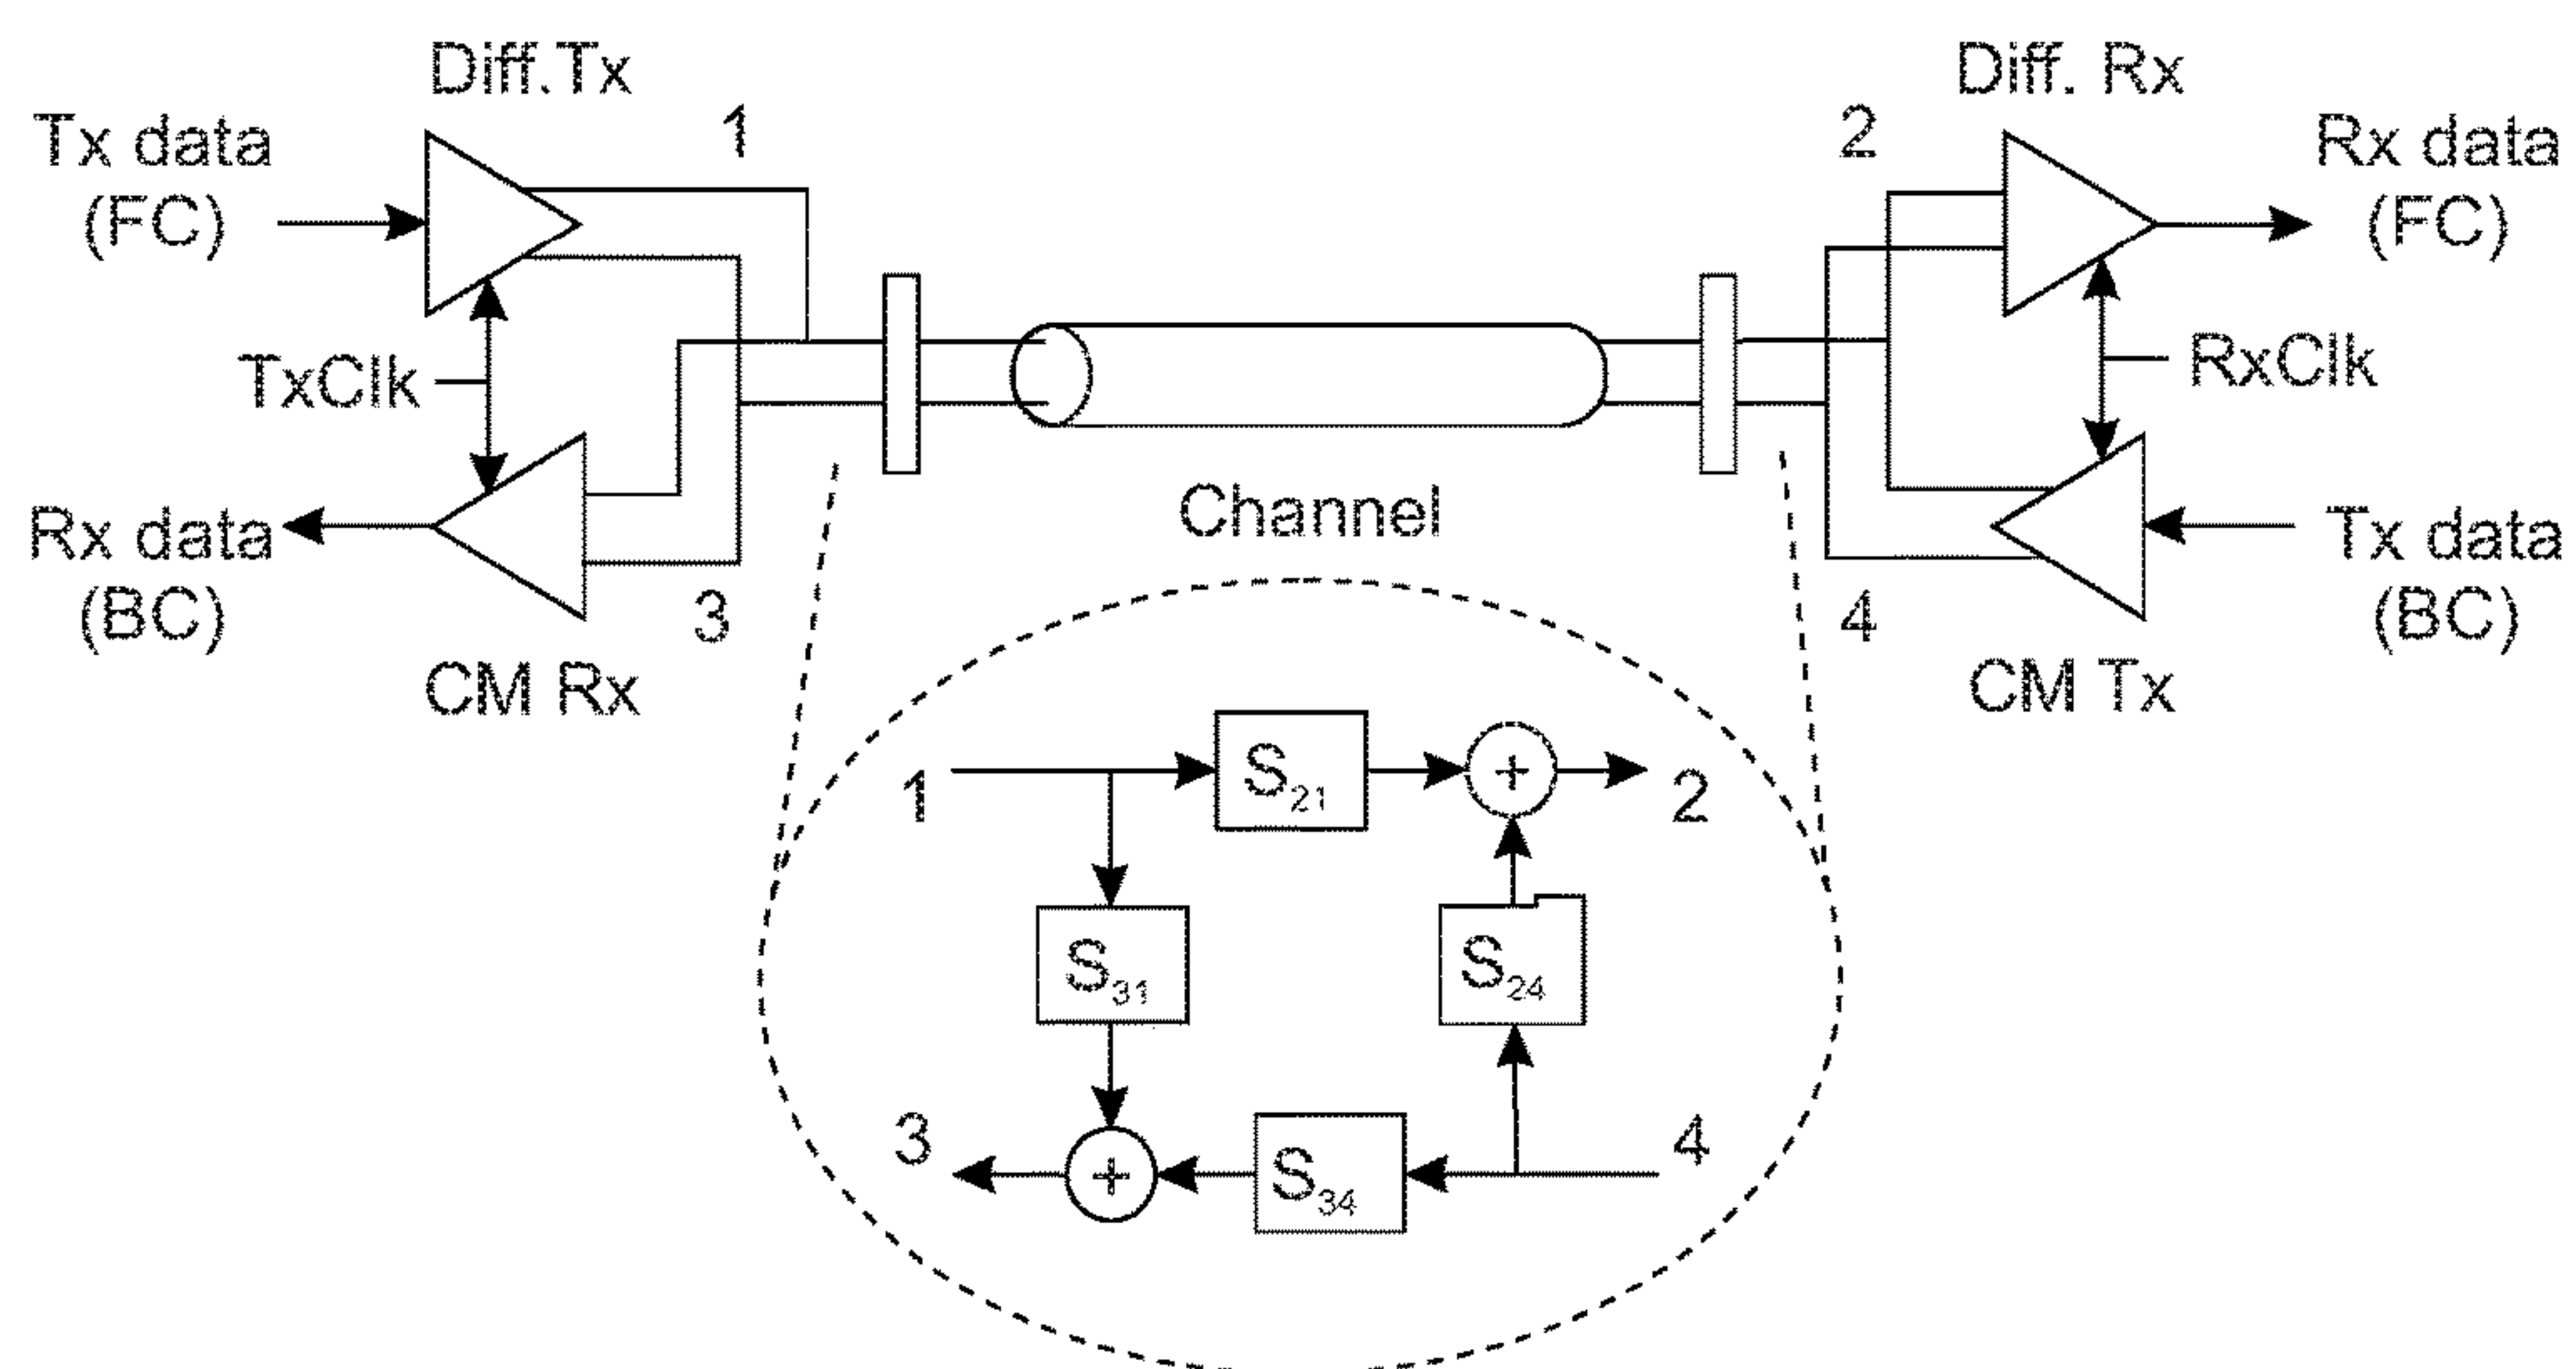 Diff.Tx
Diff. Rx
1
2
Tx data
(FC)
Rx data
(FC)
TxClk
RxClk
Channel
Rx data
(BC)
Tx data
(BC)
3
4
CM Rx
CM Tx
1
S21
+
2
S31
S24
3
+
S34
4